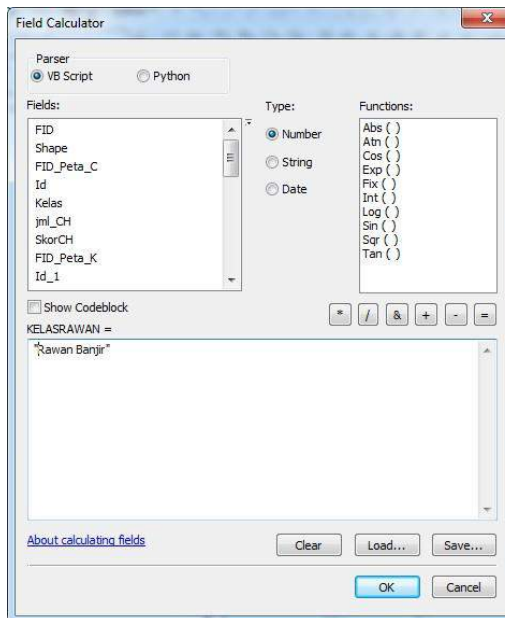 Field Calculator
Parser
VB Script Python
Fields:
FID
Shape
FID_Peta_C
Id
Kelas
jml_CH
SkorCH
FID_Peta_K
Id_1
Type:
Number
String
Date
Functions:
Abs ( )
Atn ( )
Cos ( )
Exp ( )
Fix ( )
Int ( )
Log ( )
Sin ( )
Sqr ( )
Tan ( )
Show Codeblock
* / & + - =
KELASRAWAN =
"Rawan Banjir"
About calculating fields
Clear Load... Save...
OK Cancel